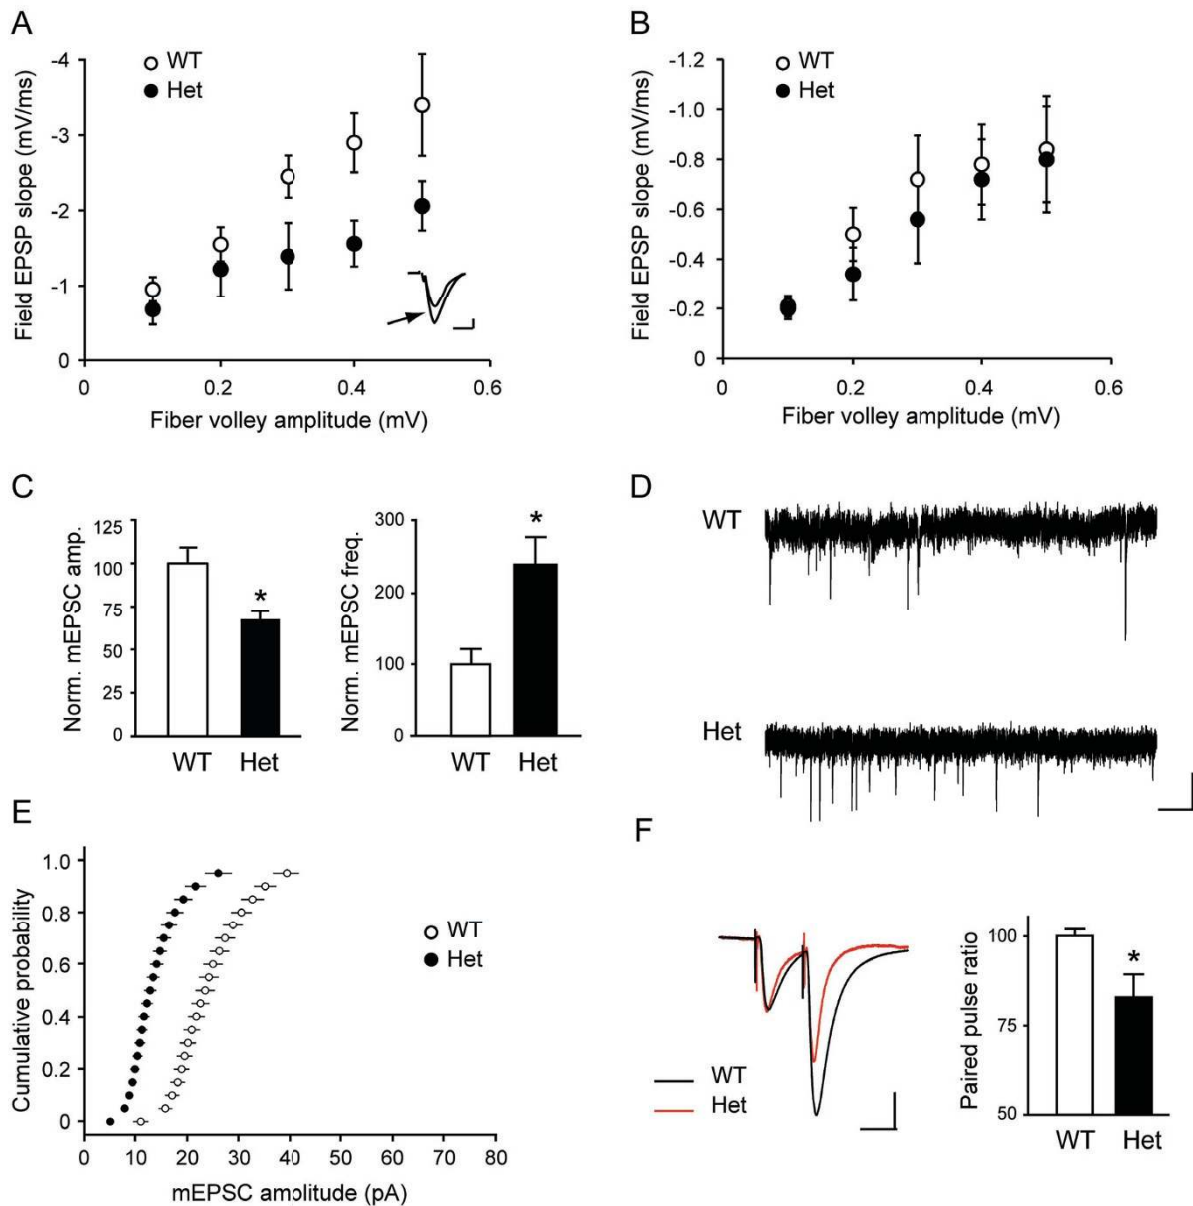 A
WT
Het
Field EPSP slope (mV/ms)
-4
-3
-2
-1
0
0
0.2
0.4
0.6
Fiber volley amplitude (mV)
B
WT
Het
Field EPSP slope (mV/ms)
-1.2
-1.0
-0.8
-0.6
-0.4
-0.2
0
0
0.2
0.4
0.6
Fiber volley amplitude (mV)
C
Norm. mEPSC amp.
125
100
75
50
25
0
*
WT Het
Norm. mEPSC freq.
300
200
100
0
*
WT Het
D
WT
Het
E
Cumulative probability
1.0
0.8
0.6
0.4
0.2
0
WT
Het
0 10 20 30 40 50 60 70 80
mEPSC amplitude (pA)
F
WT
Het
Paired pulse ratio
100
75
50
*
WT Het